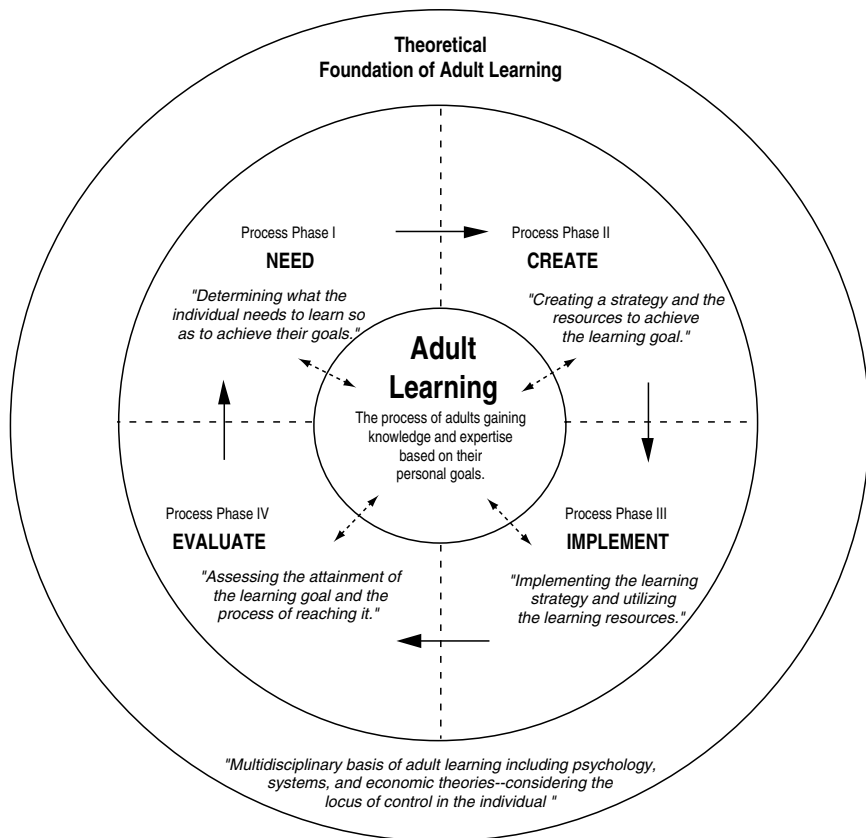 Theoretical
Foundation of Adult Learning
Process Phase I
NEED
"Determining what the
individual needs to learn so
as to achieve their goals."
Process Phase II
CREATE
"Creating a strategy and the
resources to achieve
the learning goal."
Adult
Learning
The process of adults gaining
knowledge and expertise
based on their
personal goals.
Process Phase IV
EVALUATE
"Assessing the attainment of
the learning goal and the
process of reaching it."
Process Phase III
IMPLEMENT
"Implementing the learning
strategy and utilizing
the learning resources."
"Multidisciplinary basis of adult learning including psychology,
systems, and economic theories--considering the
locus of control in the individual "